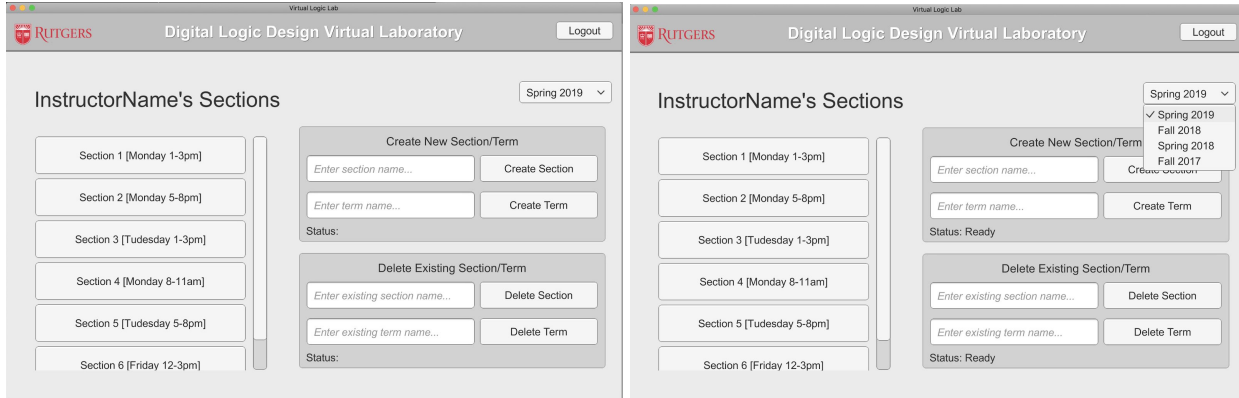 Virtual Logic Lab
RUTGERS
Digital Logic Design Virtual Laboratory
Logout
InstructorName's Sections
Spring 2019
Section 1 [Monday 1-3pm]
Section 2 [Monday 5-8pm]
Section 3 [Tudesday 1-3pm]
Section 4 [Monday 8-11am]
Section 5 [Tudesday 5-8pm]
Section 6 [Friday 12-3pm]
Create New Section/Term
Enter section name...
Create Section
Enter term name...
Create Term
Status:
Delete Existing Section/Term
Enter existing section name...
Delete Section
Enter existing term name...
Delete Term
Status:
Virtual Logic Lab
RUTGERS
Digital Logic Design Virtual Laboratory
Logout
InstructorName's Sections
Spring 2019
✓ Spring 2019
Fall 2018
Spring 2018
Fall 2017
Section 1 [Monday 1-3pm]
Section 2 [Monday 5-8pm]
Section 3 [Tudesday 1-3pm]
Section 4 [Monday 8-11am]
Section 5 [Tudesday 5-8pm]
Section 6 [Friday 12-3pm]
Create New Section/Term
Enter section name...
Create Section
Enter term name...
Create Term
Status: Ready
Delete Existing Section/Term
Enter existing section name...
Delete Section
Enter existing term name...
Delete Term
Status: Ready